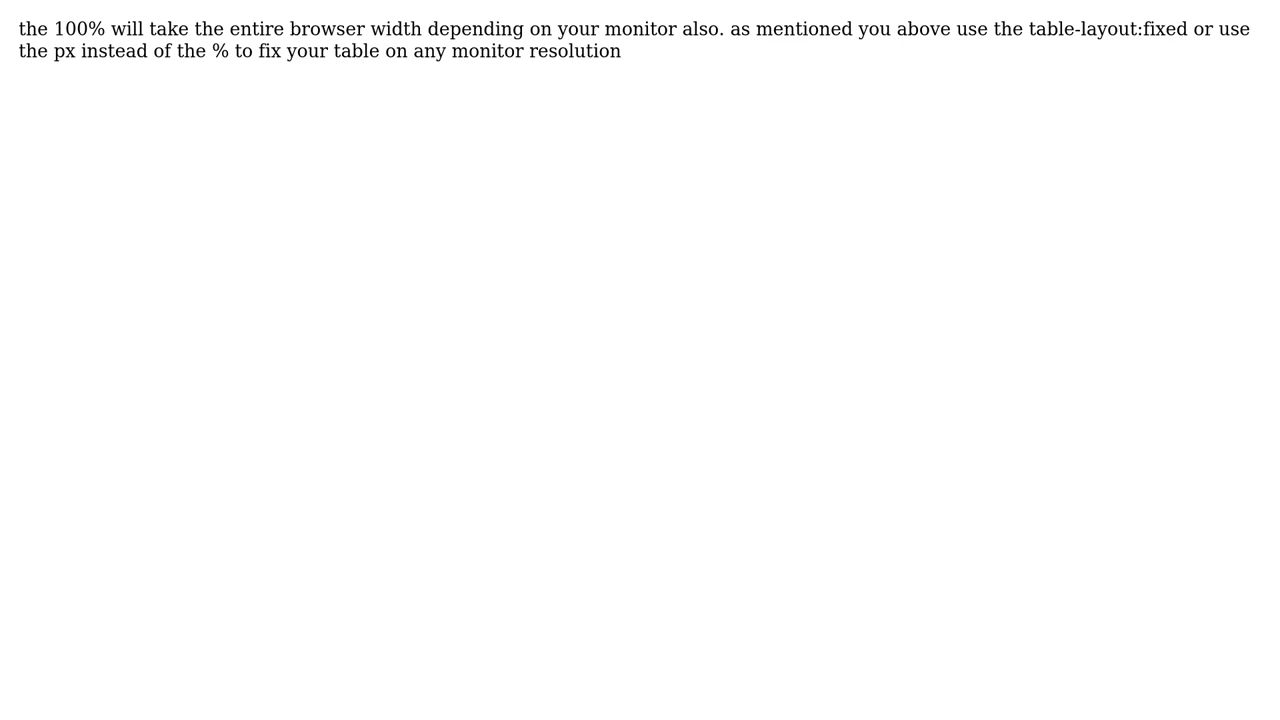 the 100% will take the entire browser width depending on your monitor also. as mentioned you above use the table-layout:fixed or use
the px instead of the % to fix your table on any monitor resolution